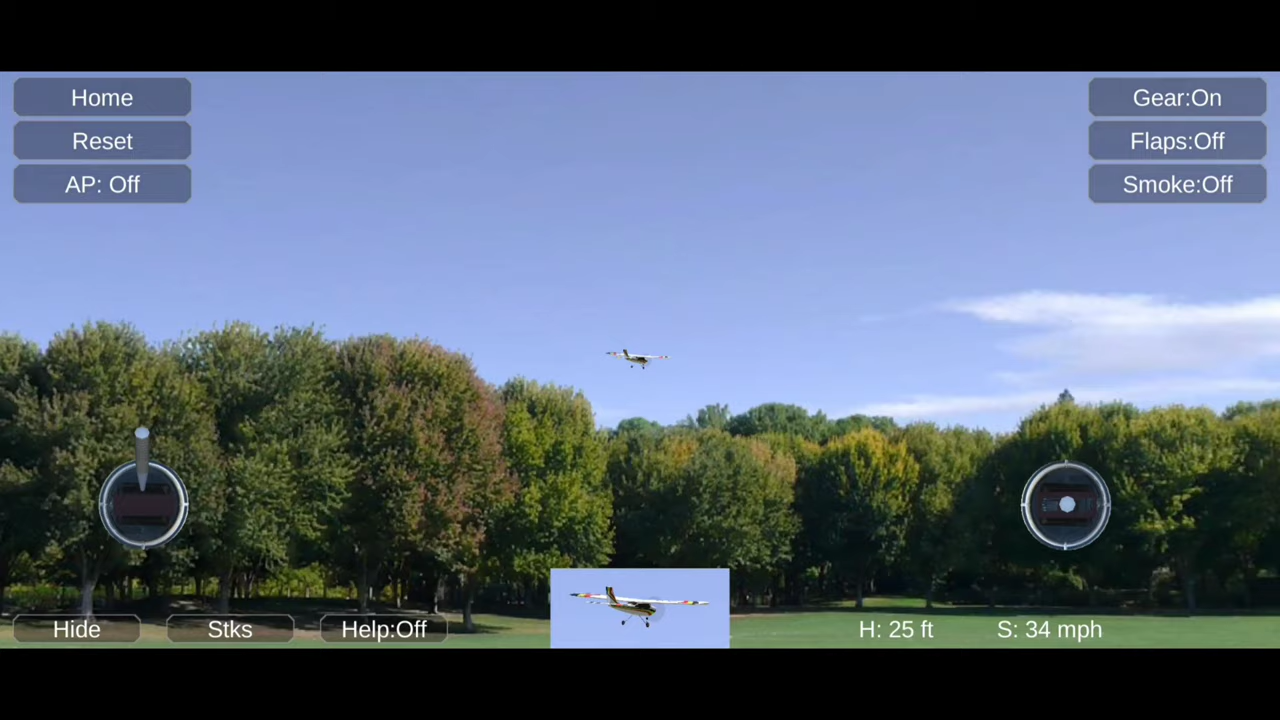 Home
Reset
AP: Off
Gear:On
Flaps:Off
Smoke:Off
Hide
Stks
Help:Off
H: 25 ft
S: 34 mph